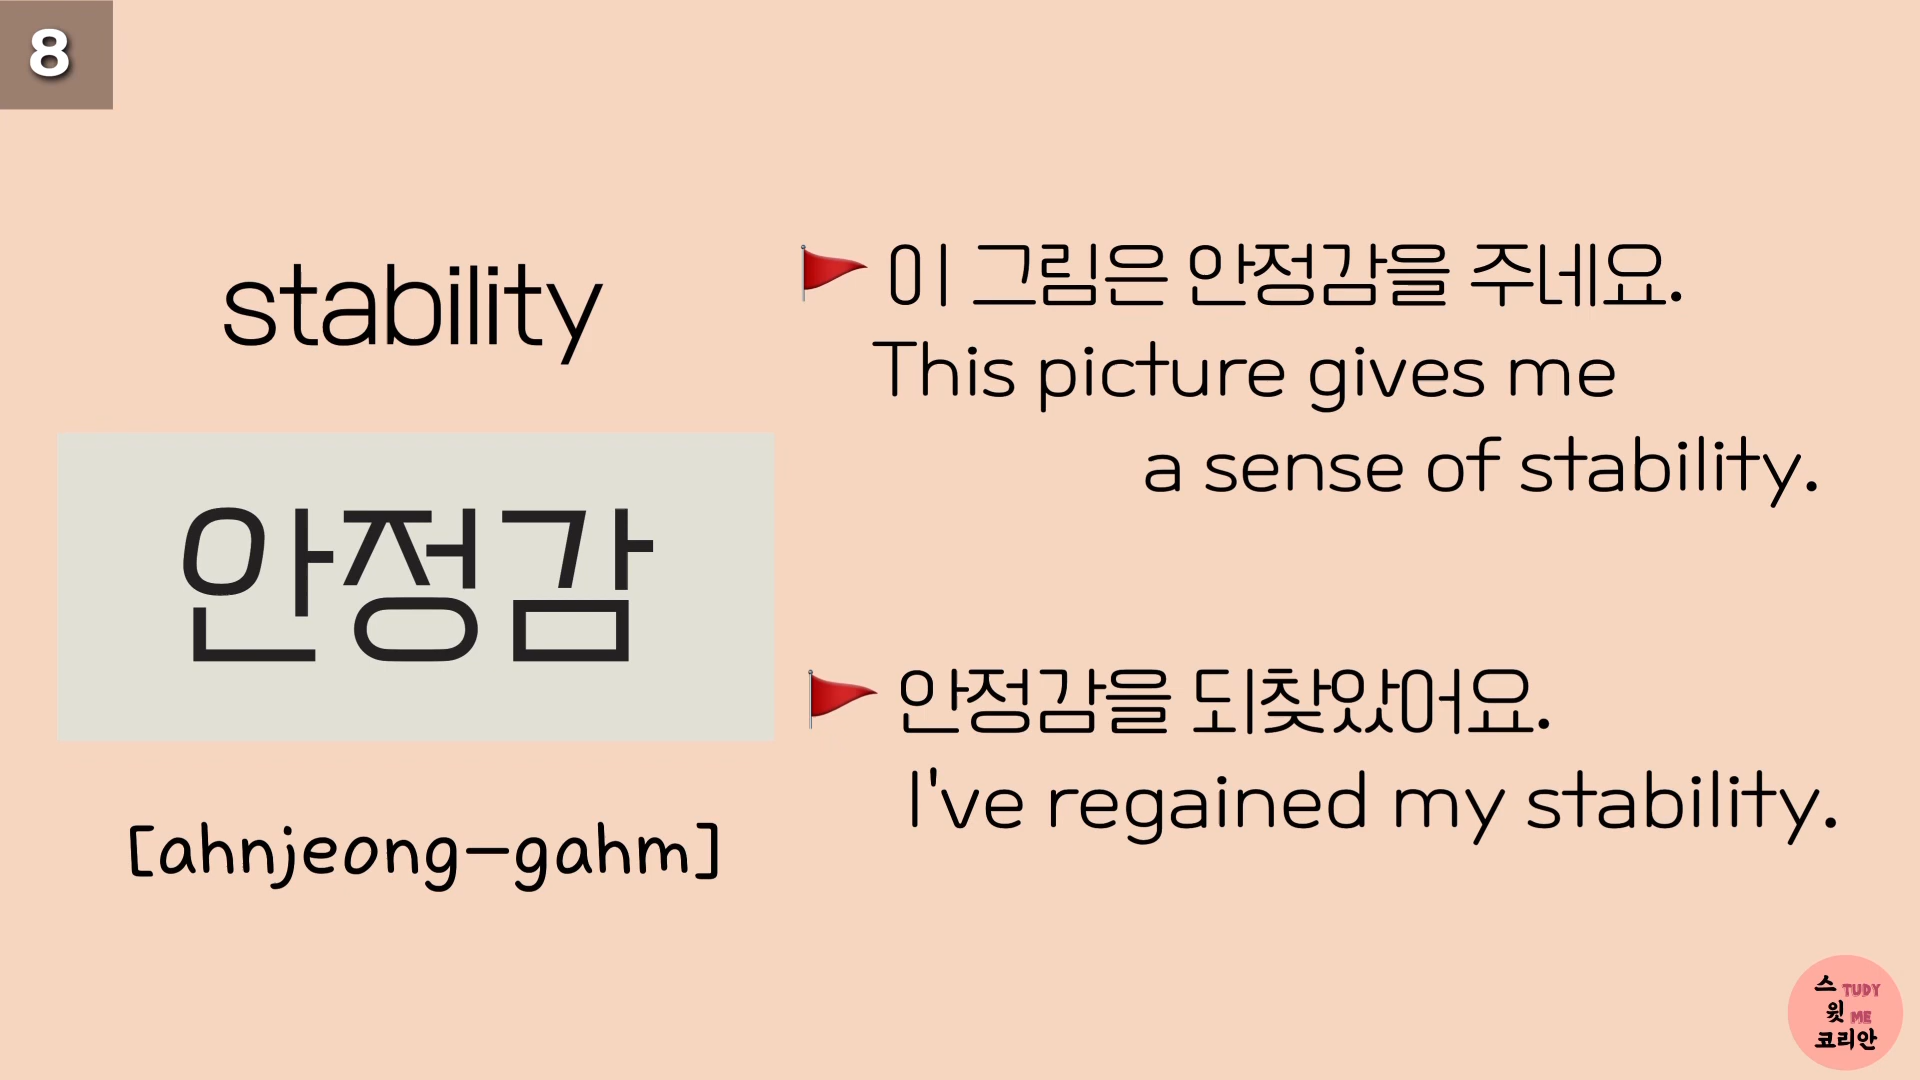 8
stability
안정감
[ahnjeong-gahm]
이 그림은 안정감을 주네요.
This picture gives me
a sense of stability.
안정감을 되찾았어요.
I've regained my stability.
스 TUDY
윗 ME
코리안